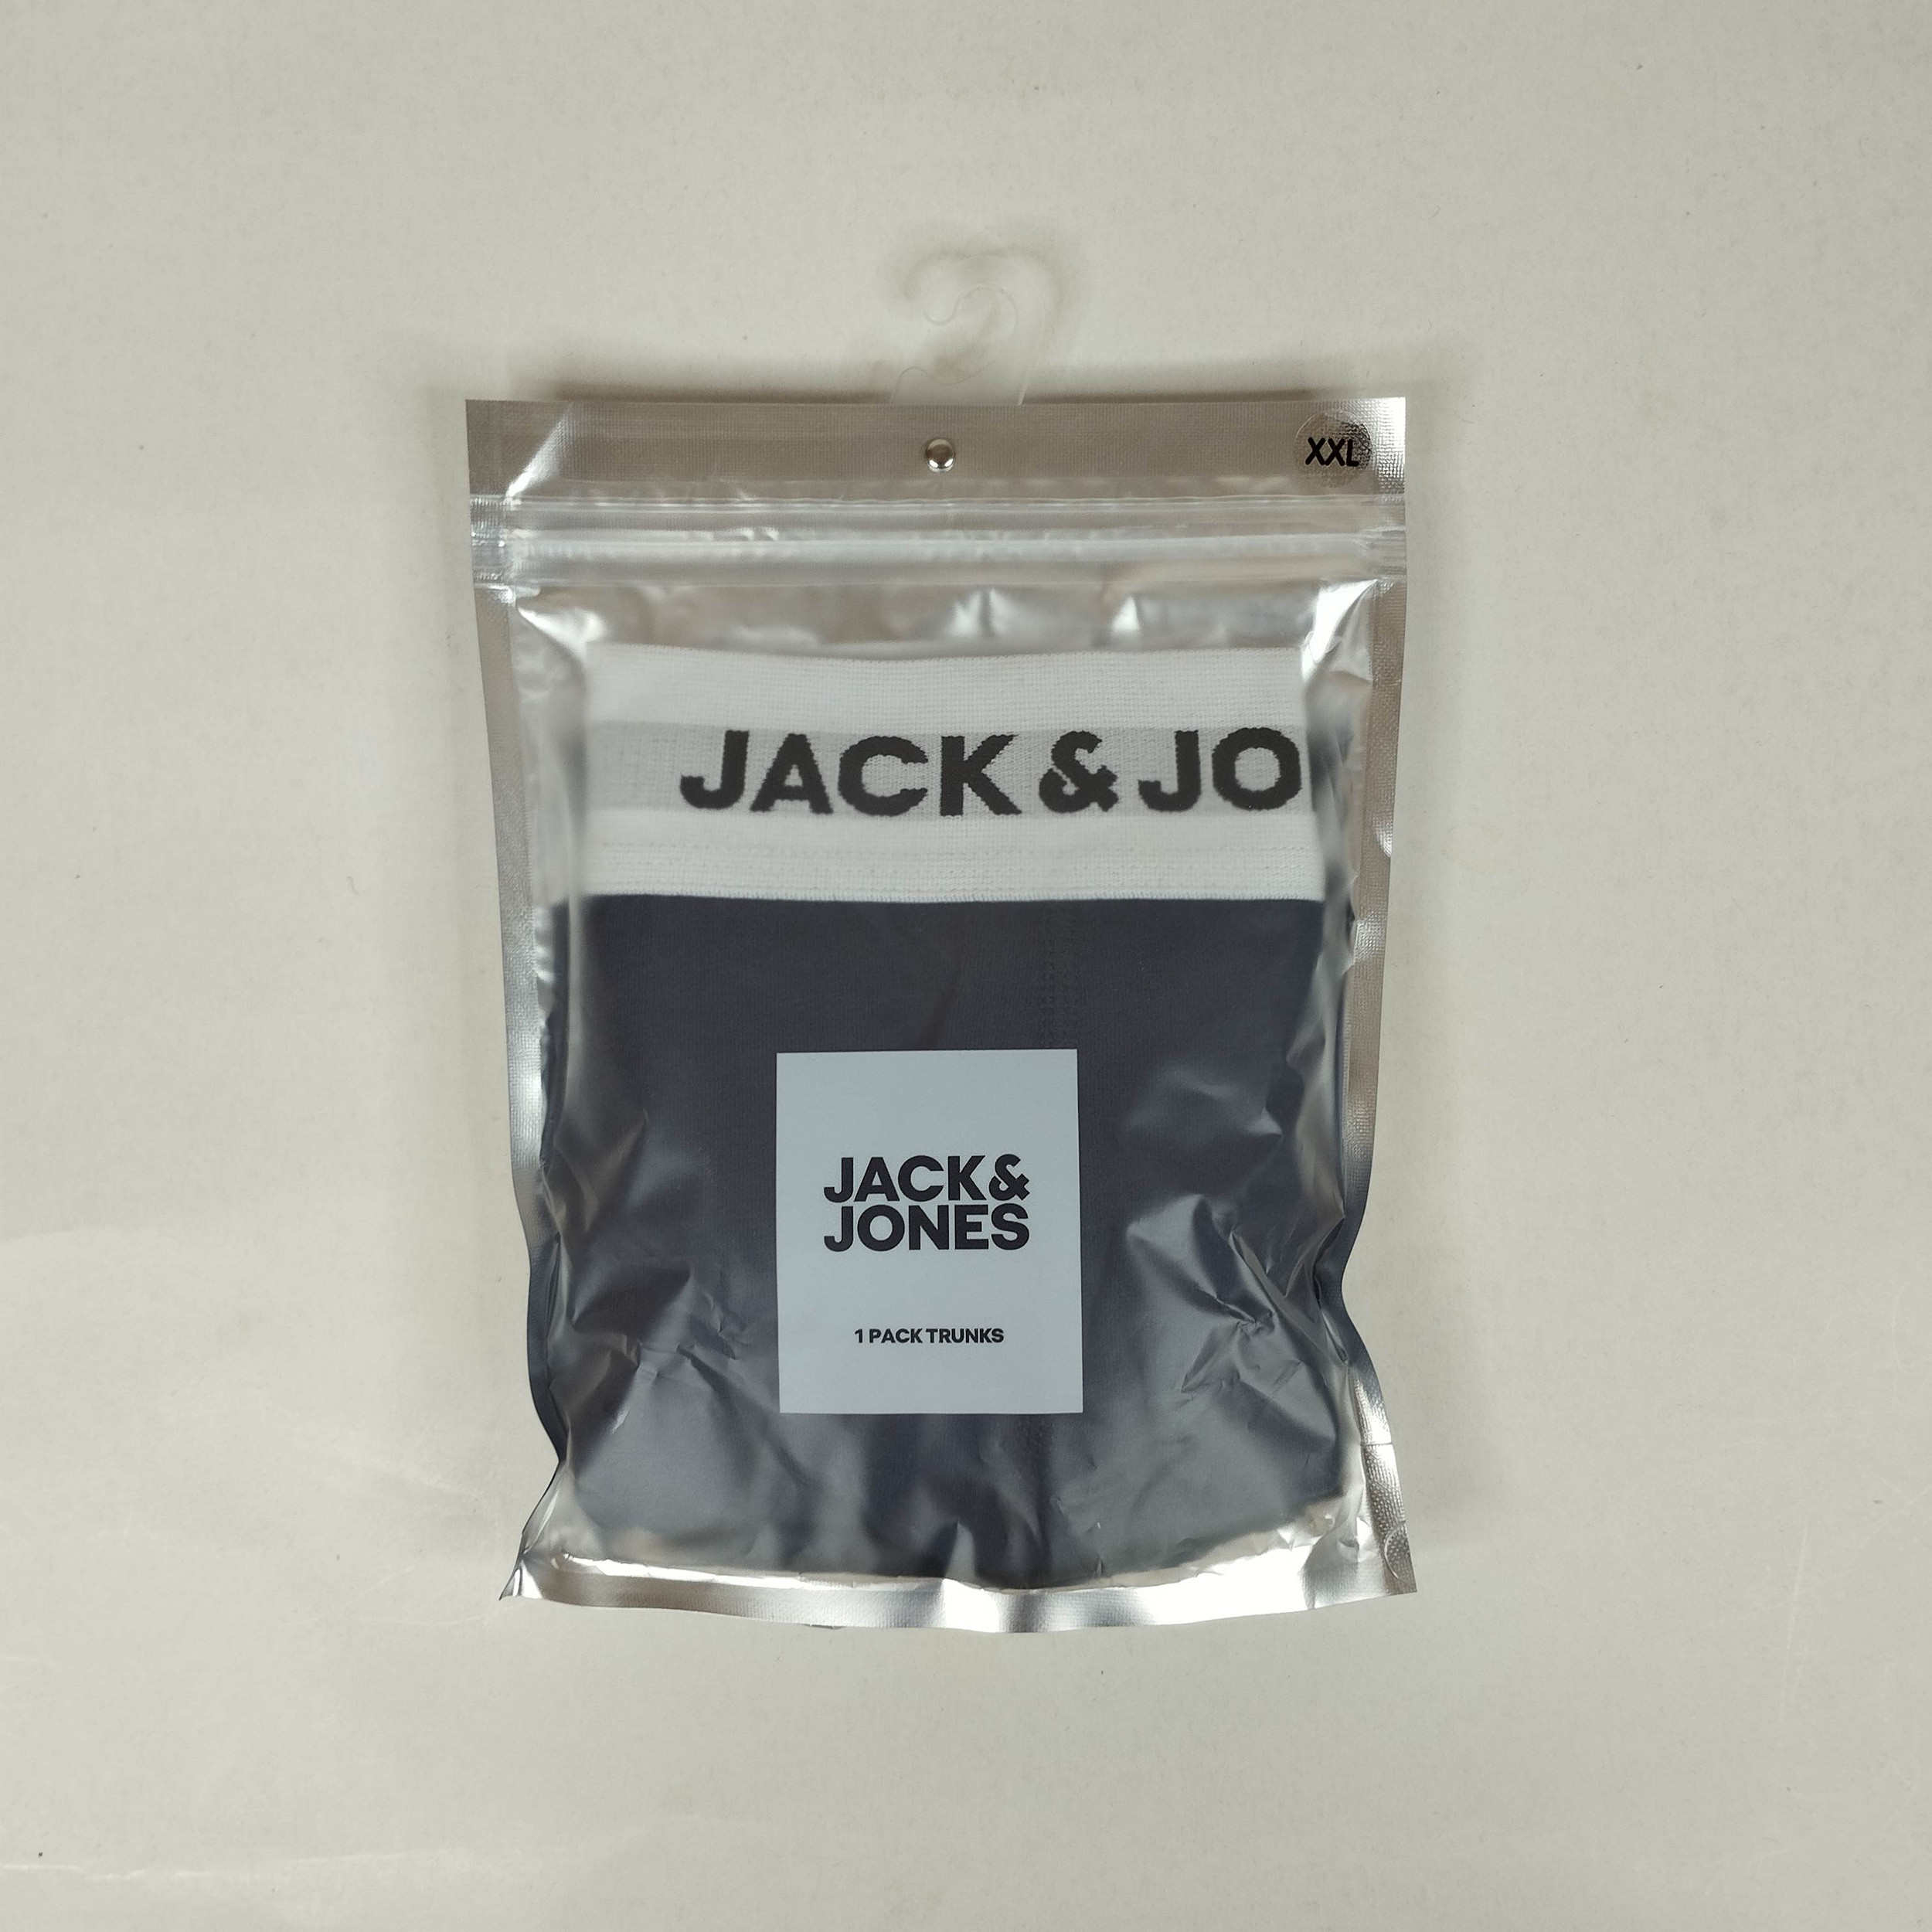 XXL
JACK & JO
JACK &
JONES
1 PACK TRUNKS